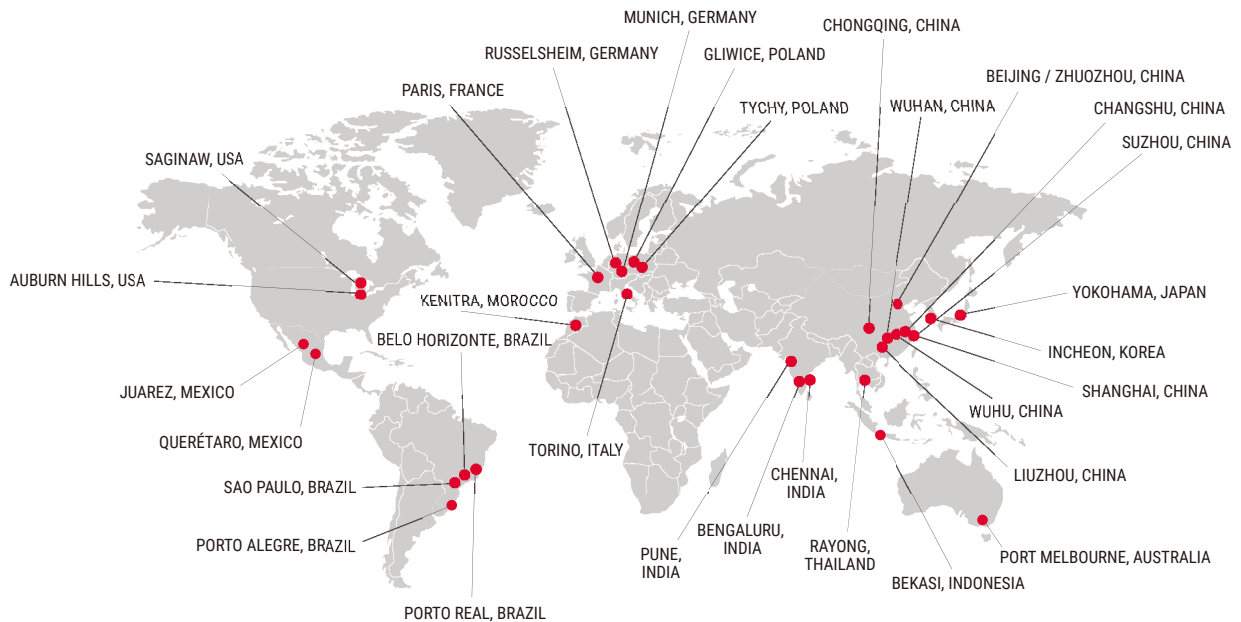 MUNICH, GERMANY
CHONGQING, CHINA
RUSSELSHEIM, GERMANY
GLIWICE, POLAND
BEIJING / ZHUOZHOU, CHINA
PARIS, FRANCE
TYCHY, POLAND
WUHAN, CHINA
CHANGSHU, CHINA
SUZHOU, CHINA
SAGINAW, USA
AUBURN HILLS, USA
KENITRA, MOROCCO
YOKOHAMA, JAPAN
BELO HORIZONTE, BRAZIL
INCHEON, KOREA
JUAREZ, MEXICO
SHANGHAI, CHINA
WUHU, CHINA
QUERÉTARO, MEXICO
TORINO, ITALY
CHENNAI,
INDIA
LIUZHOU, CHINA
SAO PAULO, BRAZIL
BENGALURU,
INDIA
PORTO ALEGRE, BRAZIL
PUNE,
INDIA
RAYONG,
THAILAND
PORT MELBOURNE, AUSTRALIA
BEKASI, INDONESIA
PORTO REAL, BRAZIL